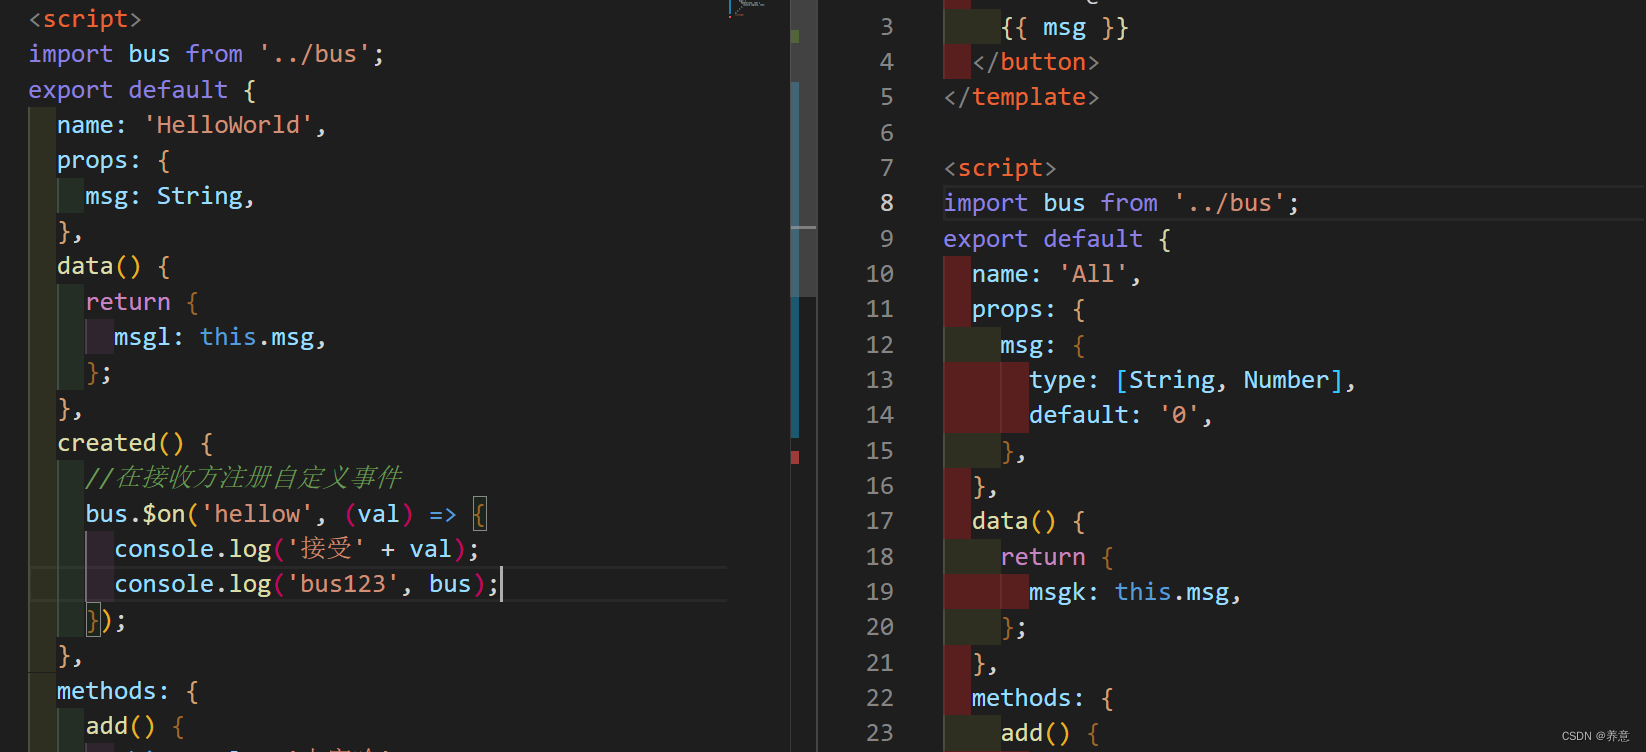 <script>
import bus from '../bus';
export default {
name: 'HelloWorld',
props: {
msg: String,
},
data() {
return {
msgl: this.msg,
};
},
created() {
//在接收方注册自定义事件
bus.$on('hellow', (val) => {
console.log('接受' + val);
console.log('bus123', bus);
});
},
methods: {
add() {
3 {{ msg }}
4 </button>
5 </template>
6
7 <script>
8 import bus from '../bus';
9 export default {
10 name: 'All',
11 props: {
12 msg: {
13 type: [String, Number],
14 default: '0',
15 },
16 },
17 data() {
18 return {
19 msgk: this.msg,
20 };
21 },
22 methods: {
23 add() {
CSDN @养意